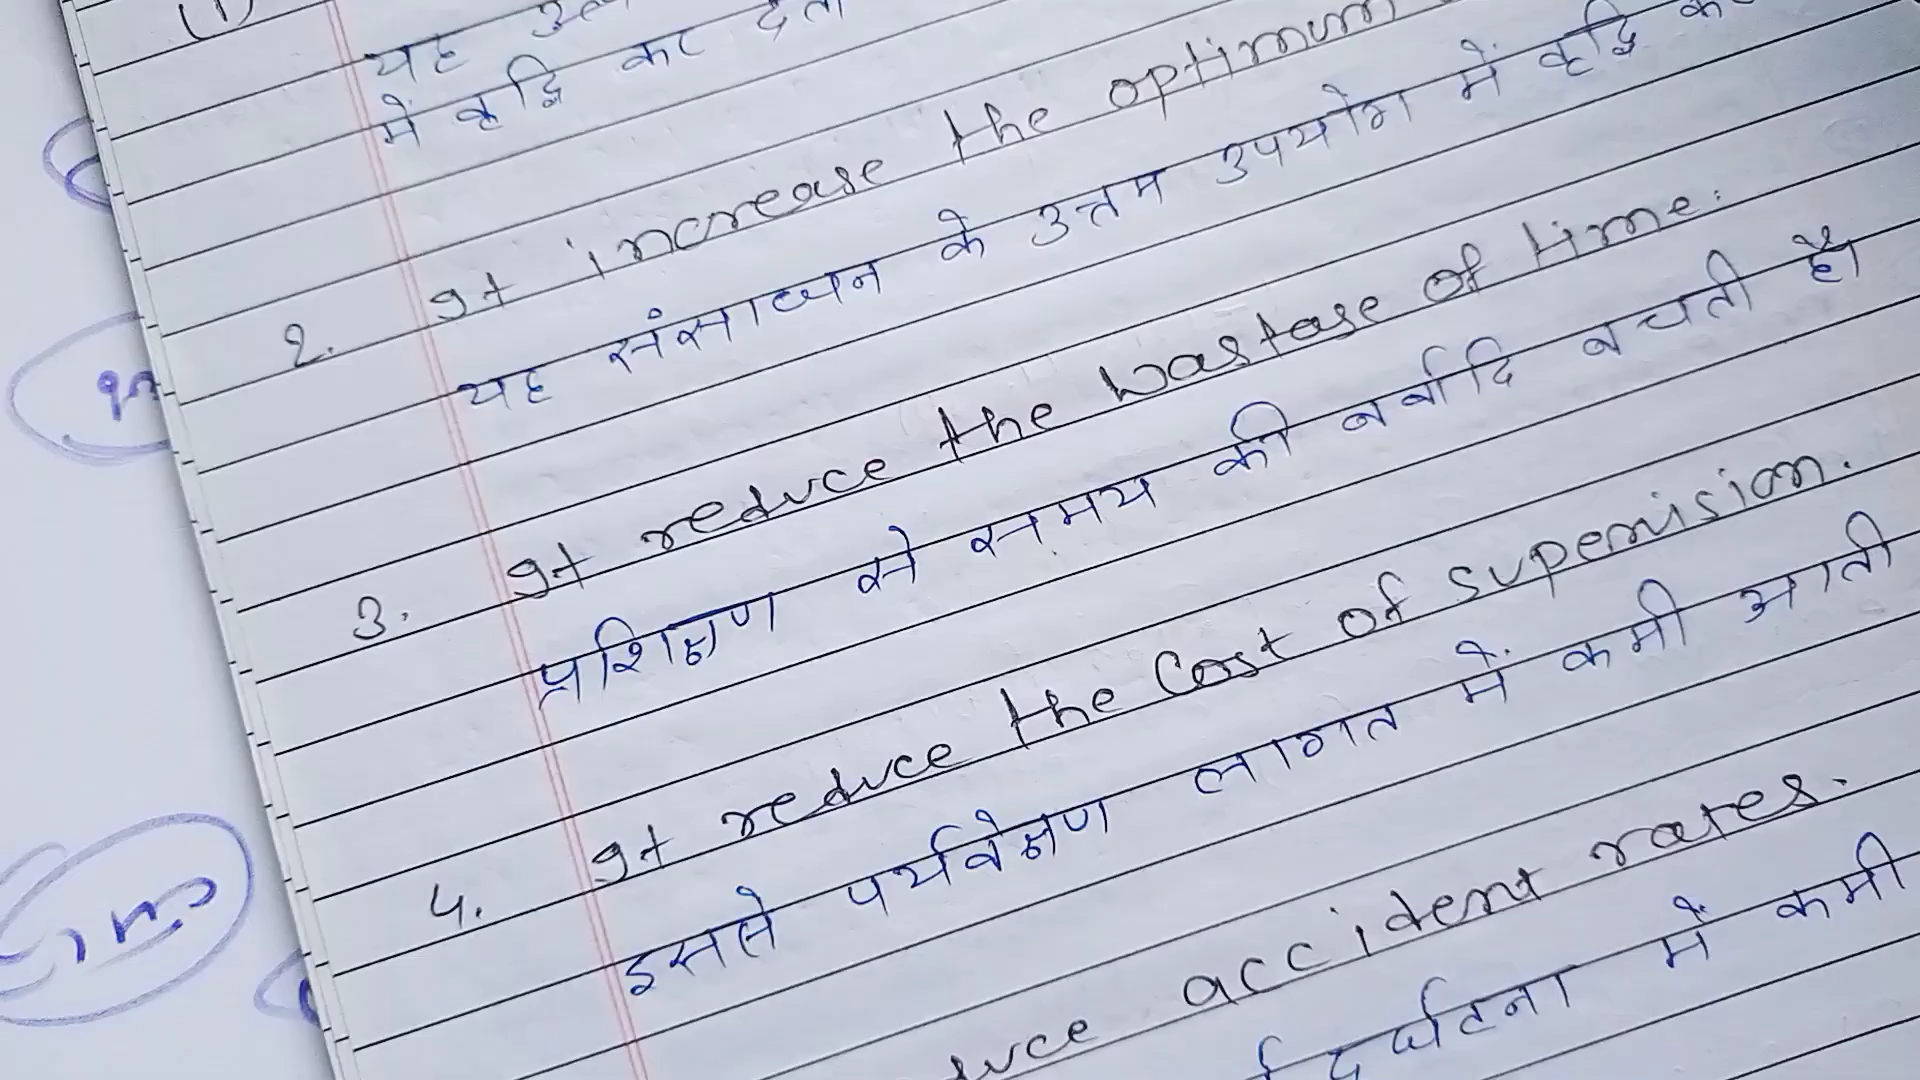 (1)
यह
में वृद्धि कर देता
2. It increase the optimum
यह संसाधन के उत्तम उपयोग में वृद्धि
3. It reduce the wastase of time.
प्रशिक्षण से समय की बर्बादि बचती है।
4. It reduce the Cost of supervision.
इससे पर्यवेक्षण लागत में कमी आती
accident rates.
दुर्घटना में कमी